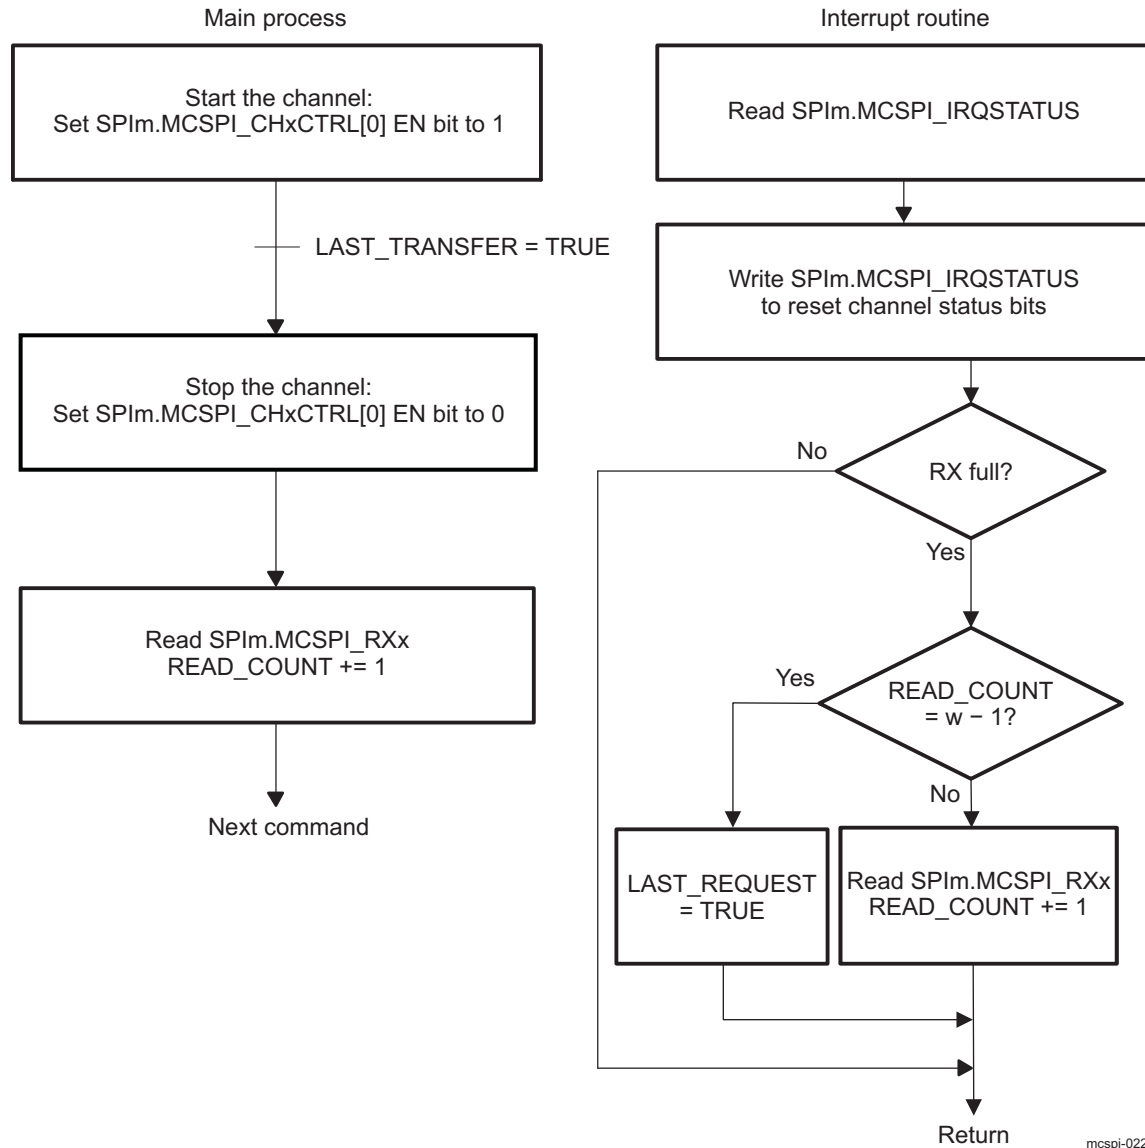 Main process
Start the channel:
Set SPIm.MCSPI_CHxCTRL[0] EN bit to 1
LAST_TRANSFER = TRUE
Stop the channel:
Set SPIm.MCSPI_CHxCTRL[0] EN bit to 0
Read SPIm.MCSPI_RXx
READ_COUNT += 1
Next command
Interrupt routine
Read SPIm.MCSPI_IRQSTATUS
Write SPIm.MCSPI_IRQSTATUS
to reset channel status bits
No
RX full?
Yes
Yes
READ_COUNT
= w − 1?
No
LAST_REQUEST
= TRUE
Read SPIm.MCSPI_RXx
READ_COUNT += 1
Return
mcspi-022